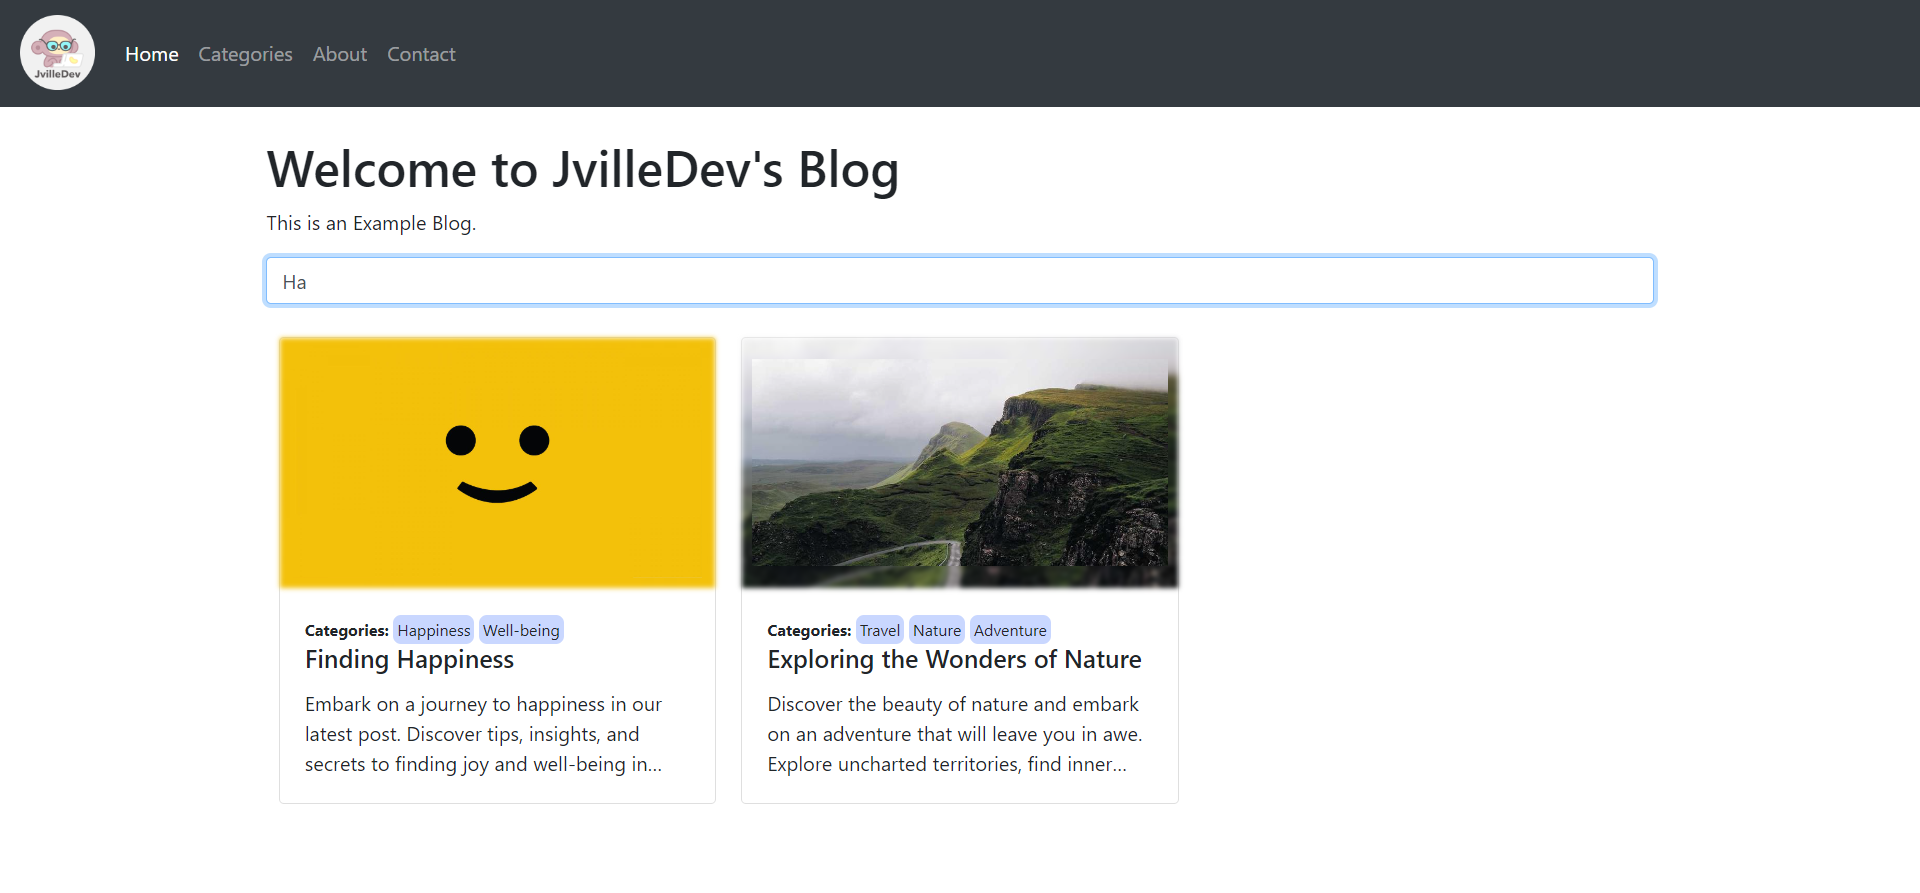 JvilleDev
Home Categories About Contact
Welcome to JvilleDev's Blog
This is an Example Blog.
Ha
Categories: Happiness Well-being
Finding Happiness
Embark on a journey to happiness in our
latest post. Discover tips, insights, and
secrets to finding joy and well-being in...
Categories: Travel Nature Adventure
Exploring the Wonders of Nature
Discover the beauty of nature and embark
on an adventure that will leave you in awe.
Explore uncharted territories, find inner...